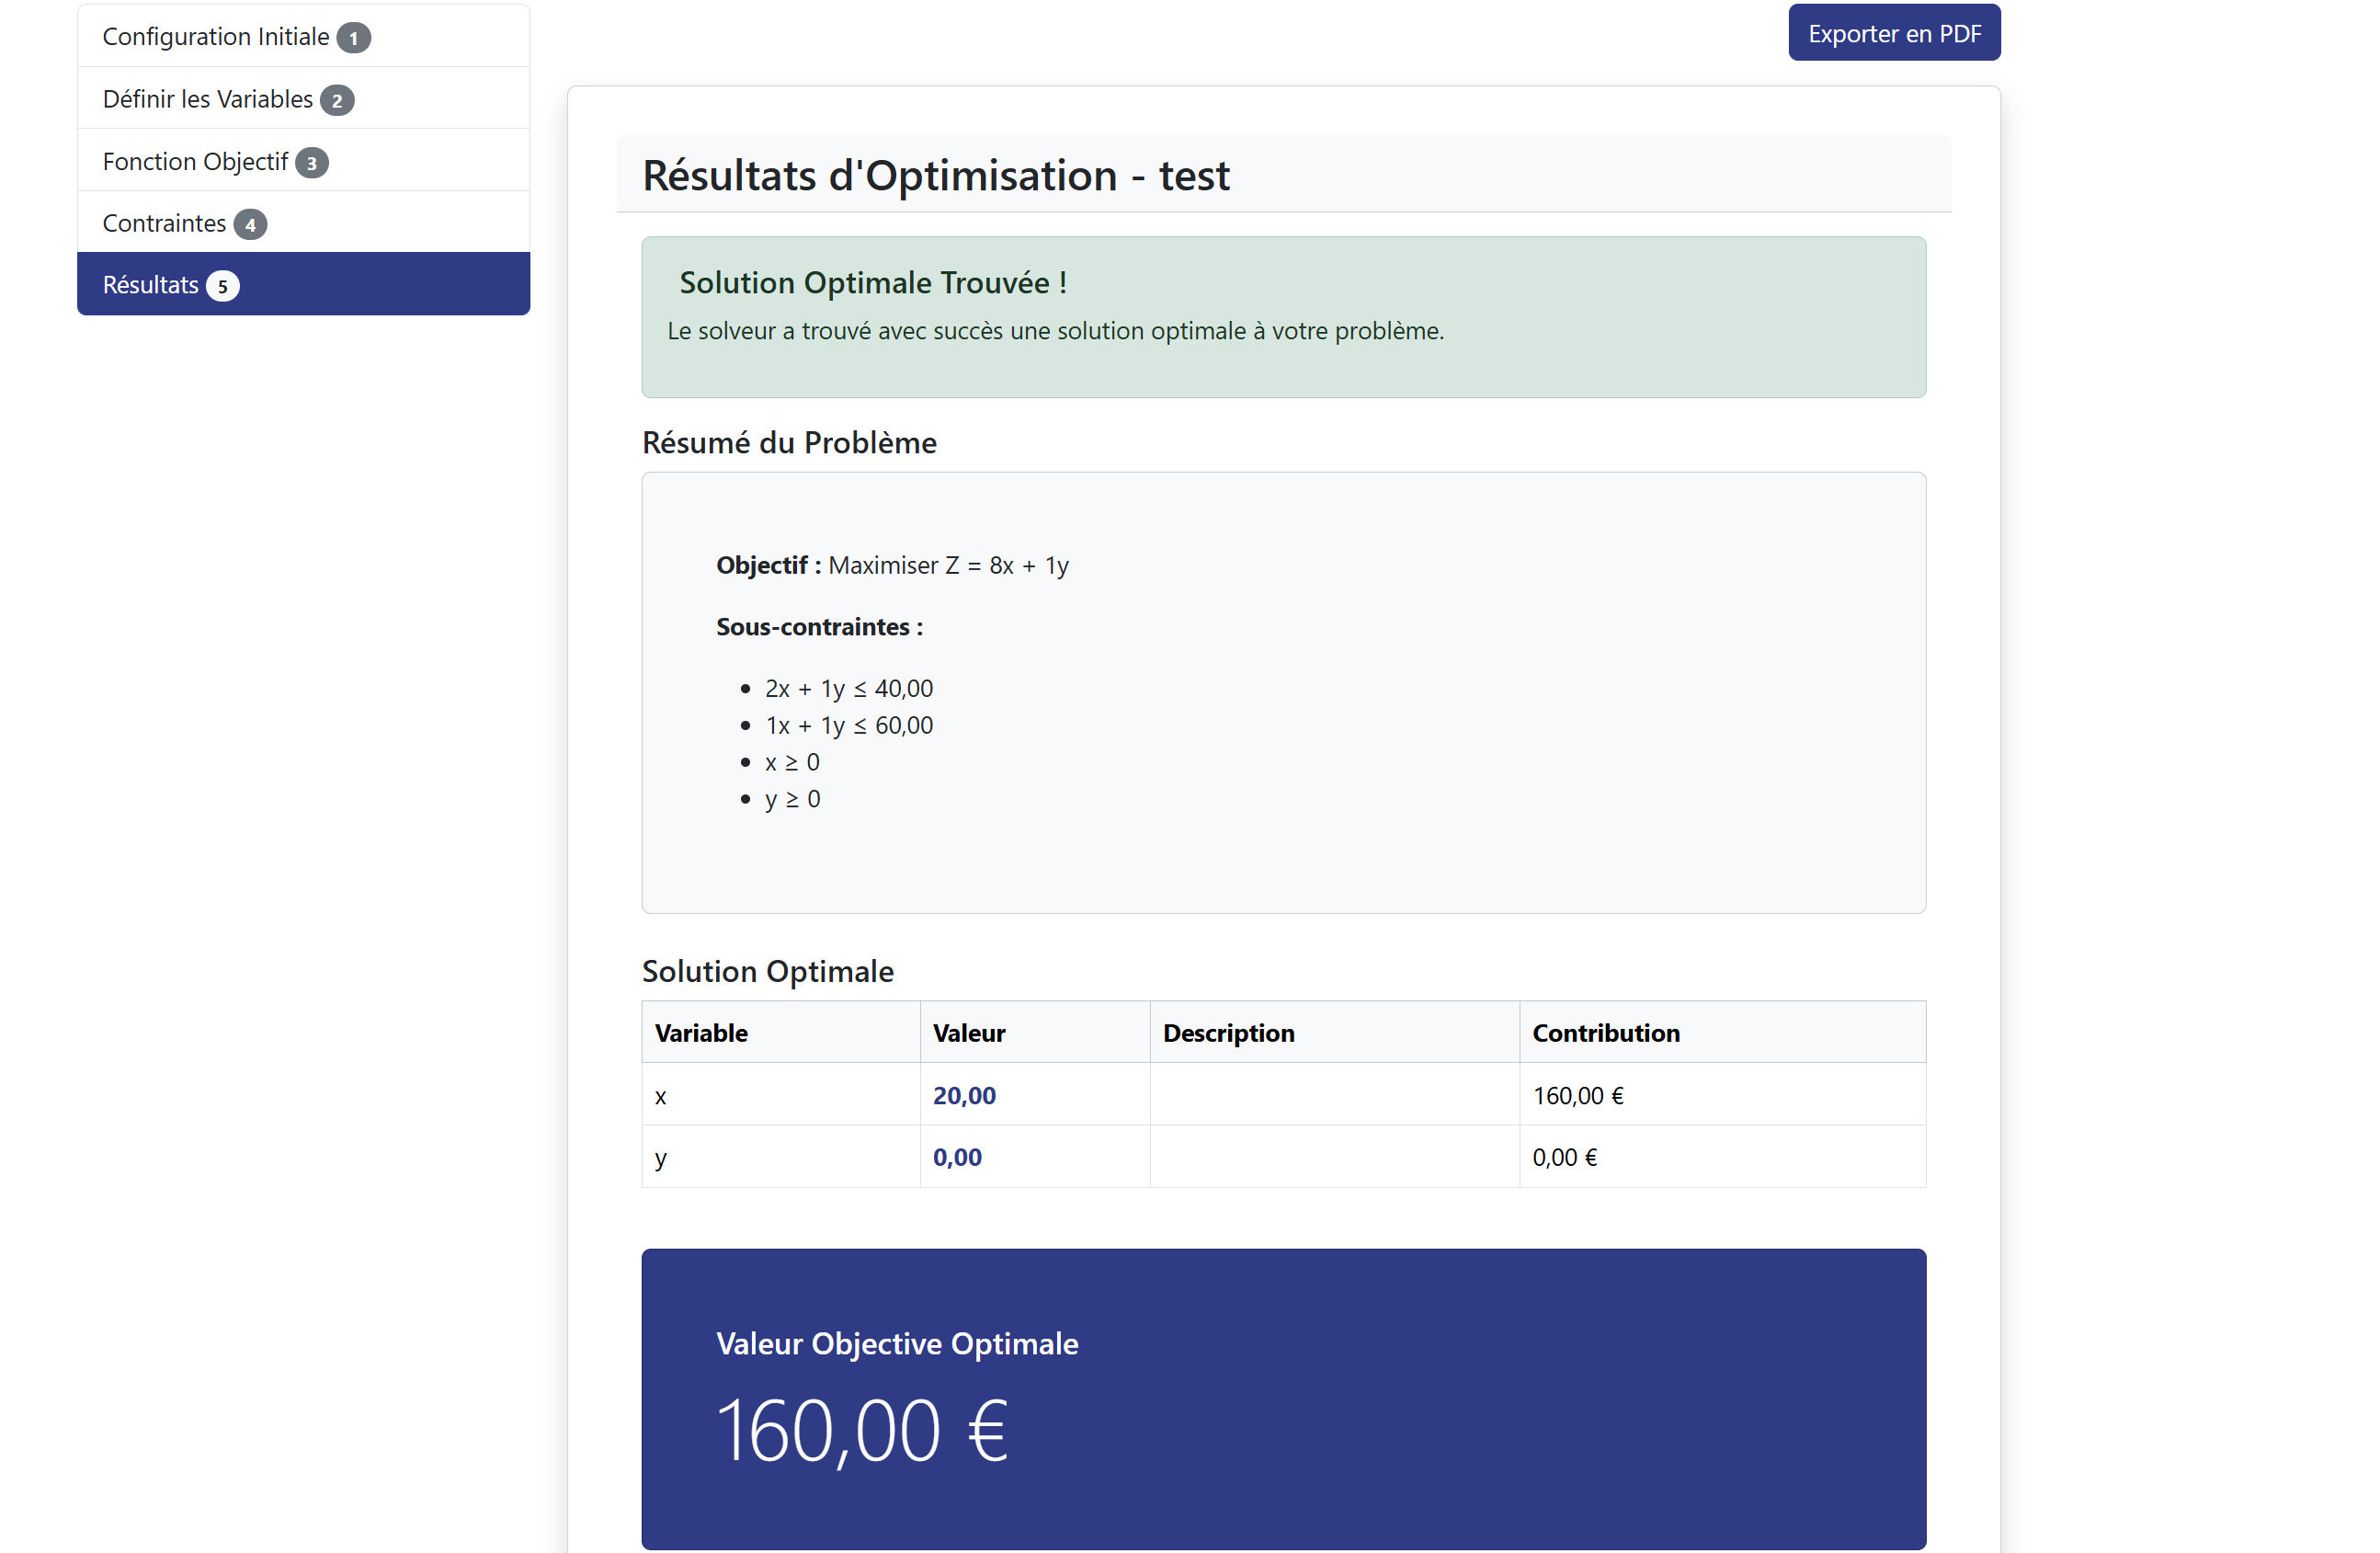 Configuration Initiale 1
Définir les Variables 2
Fonction Objectif 3
Contraintes 4
Résultats 5
Exporter en PDF
Résultats d'Optimisation - test
Solution Optimale Trouvée !
Le solveur a trouvé avec succès une solution optimale à votre problème.
Résumé du Problème
Objectif : Maximiser Z = 8x + 1y
Sous-contraintes :
• 2x + 1y ≤ 40,00
• 1x + 1y ≤ 60,00
• x ≥ 0
• y ≥ 0
Solution Optimale
Variable Valeur Description Contribution
x 20,00 160,00 €
y 0,00 0,00 €
Valeur Objective Optimale
160,00 €